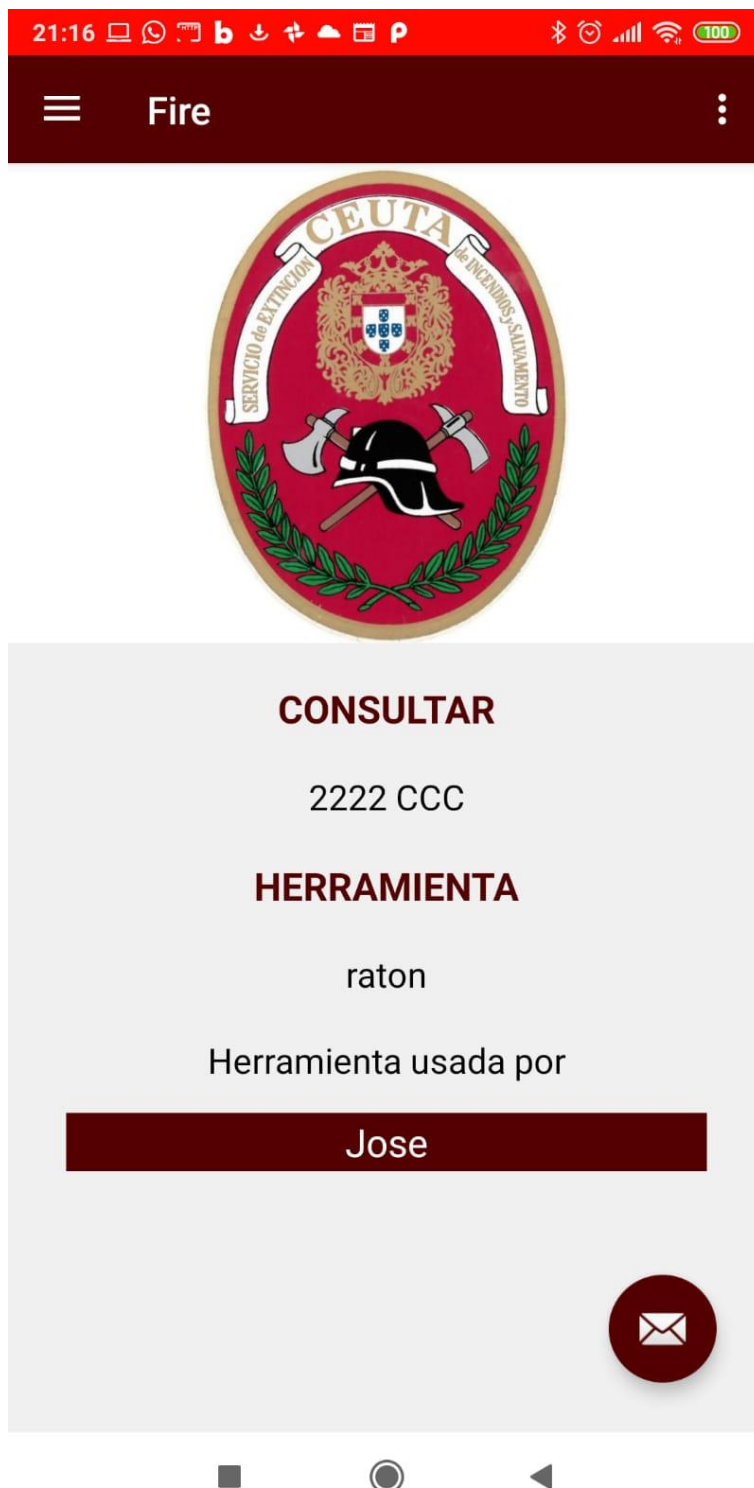 21:16
100
Fire
CEUTA
SERVICIO de EXTINCION
de INCENDIOS y SALVAMENTO
CONSULTAR
2222 CCC
HERRAMIENTA
raton
Herramienta usada por
Jose